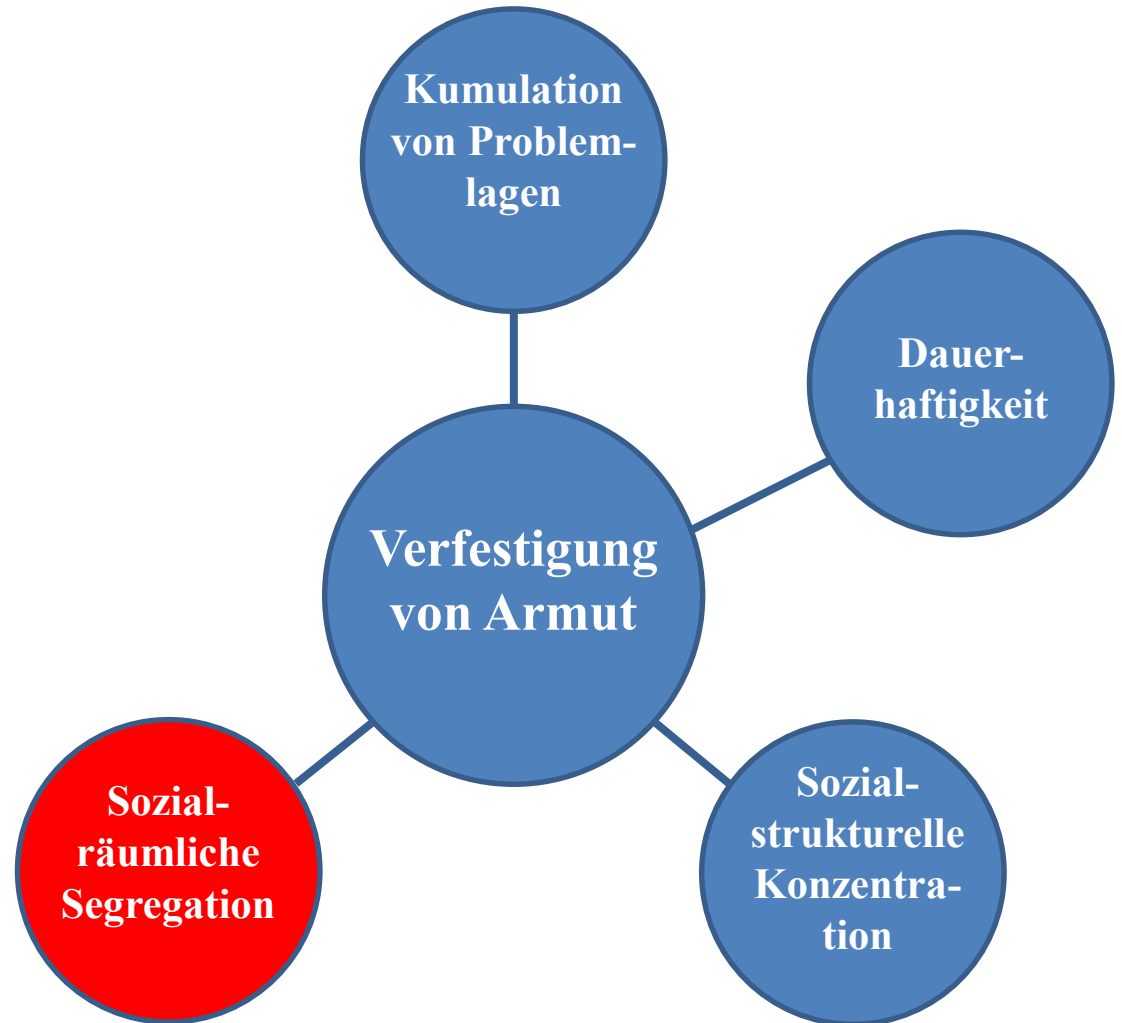 Kumulation
von Problem-
lagen
Dauer-
haftigkeit
Verfestigung
von Armut
Sozial-
räumliche
Segregation
Sozial-
strukturelle
Konzentra-
tion